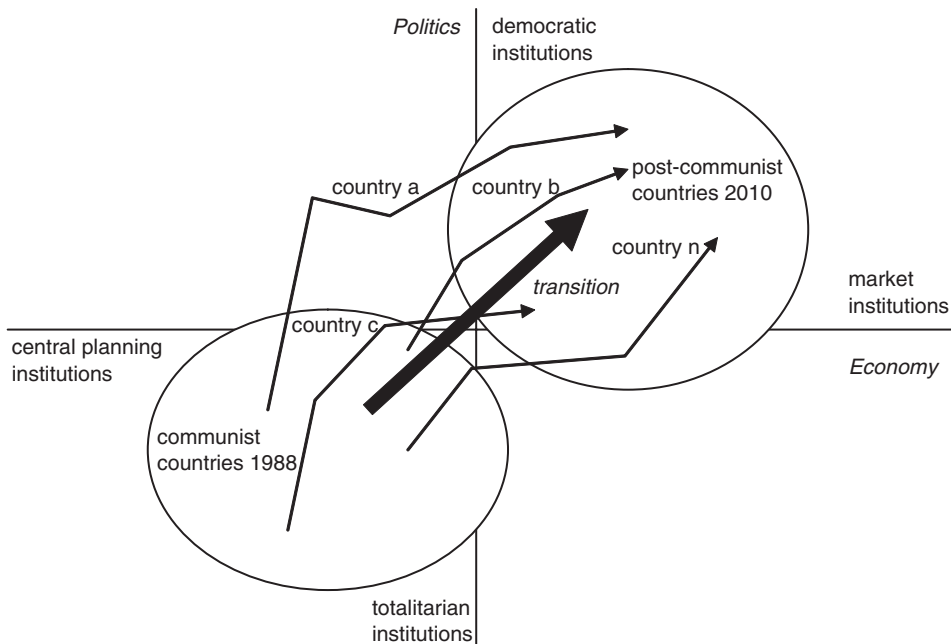 Politics
democratic
institutions
country a
country b
post-communist
countries 2010
country n
transition
market
institutions
country c
central planning
institutions
Economy
communist
countries 1988
totalitarian
institutions